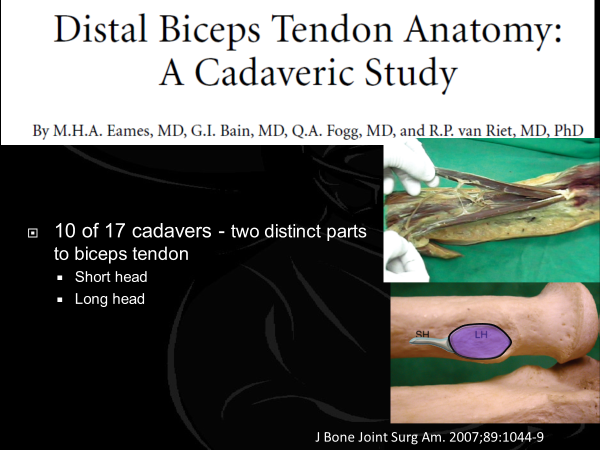 Distal Biceps Tendon Anatomy:
A Cadaveric Study
By M.H.A. Eames, MD, G.I. Bain, MD, Q.A. Fogg, MD, and R.P. van Riet, MD, PhD
10 of 17 cadavers - two distinct parts
to biceps tendon
Short head
Long head
SH
LH
J Bone Joint Surg Am. 2007;89:1044-9